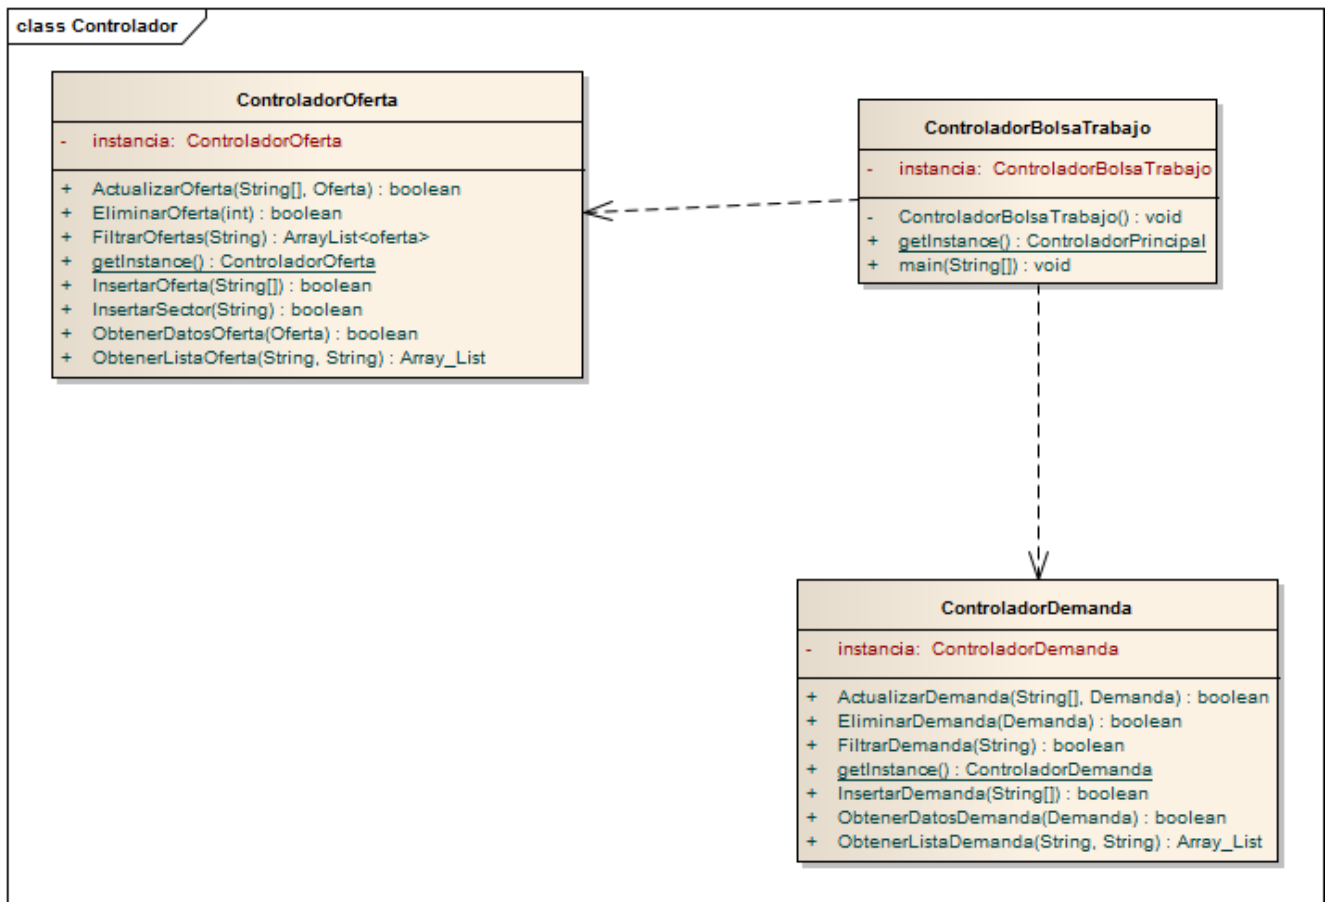 class Controlador
ControladorOferta
- instancia: ControladorOferta
+ ActualizarOferta(String[], Oferta) : boolean
+ EliminarOferta(int) : boolean
+ FiltrarOfertas(String) : ArrayList<oferta>
+ getInstance() : ControladorOferta
+ InsertarOferta(String[]) : boolean
+ InsertarSector(String) : boolean
+ ObtenerDatosOferta(Oferta) : boolean
+ ObtenerListaOferta(String, String) : Array_List
ControladorBolsaTrabajo
- instancia: ControladorBolsaTrabajo
- ControladorBolsaTrabajo() : void
+ getInstance() : ControladorPrincipal
+ main(String[]) : void
ControladorDemanda
- instancia: ControladorDemanda
+ ActualizarDemanda(String[], Demanda) : boolean
+ EliminarDemanda(Demanda) : boolean
+ FiltrarDemanda(String) : boolean
+ getInstance() : ControladorDemanda
+ InsertarDemanda(String[]) : boolean
+ ObtenerDatosDemanda(Demanda) : boolean
+ ObtenerListaDemanda(String, String) : Array_List